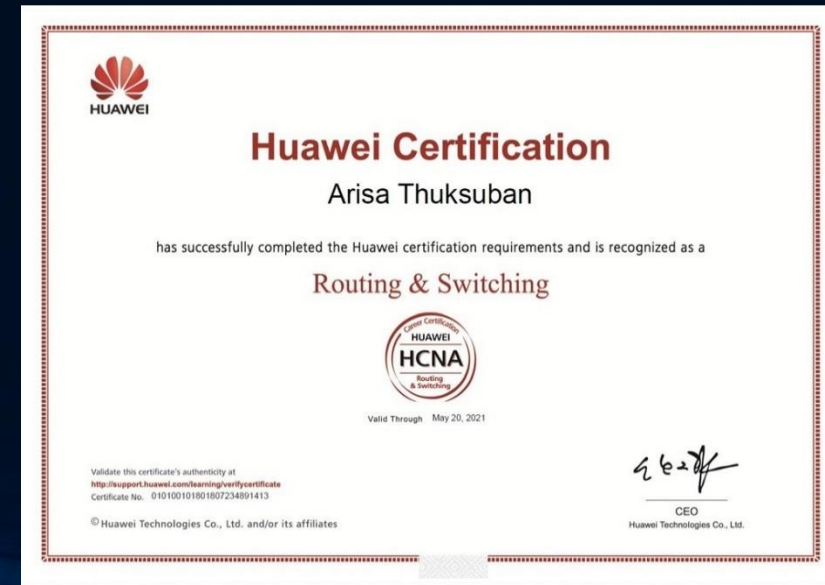 HUAWEI
Huawei Certification
Arisa Thuksuban
has successfully completed the Huawei certification requirements and is recognized as a
Routing & Switching
Career Certification
HUAWEI
HCNA
Routing
& Switching
Valid Through May 20, 2021
Validate this certificate's authenticity at
http://support.huawei.com/learning/verifycertificate
Certificate No. 010100101801807234891413
© Huawei Technologies Co., Ltd. and/or its affiliates
CEO
Huawei Technologies Co., Ltd.